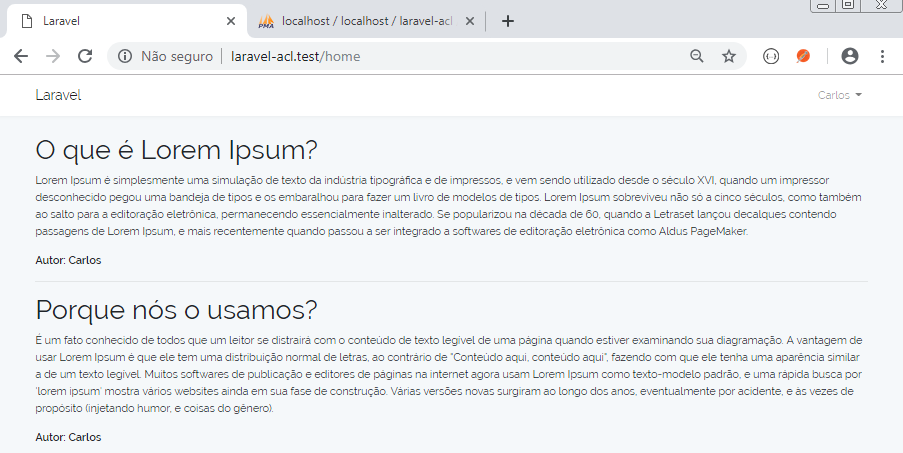 Laravel
PMA
localhost / localhost / laravel-acl
Não seguro
laravel-acl.test/home
Laravel
Carlos
O que é Lorem Ipsum?
Lorem Ipsum é simplesmente uma simulação de texto da indústria tipográfica e de impressos, e vem sendo utilizado desde o século XVI, quando um impressor
desconhecido pegou uma bandeja de tipos e os embaralhou para fazer um livro de modelos de tipos. Lorem Ipsum sobreviveu não só a cinco séculos, como também
ao salto para a editoração eletrônica, permanecendo essencialmente inalterado. Se popularizou na década de 60, quando a Letraset lançou decalques contendo
passagens de Lorem Ipsum, e mais recentemente quando passou a ser integrado a softwares de editoração eletrônica como Aldus PageMaker.
Autor: Carlos
Porque nós o usamos?
É um fato conhecido de todos que um leitor se distrairá com o conteúdo de texto legível de uma página quando estiver examinando sua diagramação. A vantagem de
usar Lorem Ipsum é que ele tem uma distribuição normal de letras, ao contrário de "Conteúdo aqui, conteúdo aqui", fazendo com que ele tenha uma aparência similar
a de um texto legível. Muitos softwares de publicação e editores de páginas na internet agora usam Lorem Ipsum como texto-modelo padrão, e uma rápida busca por
'lorem ipsum' mostra vários websites ainda em sua fase de construção. Várias versões novas surgiram ao longo dos anos, eventualmente por acidente, e às vezes de
propósito (injetando humor, e coisas do gênero).
Autor: Carlos